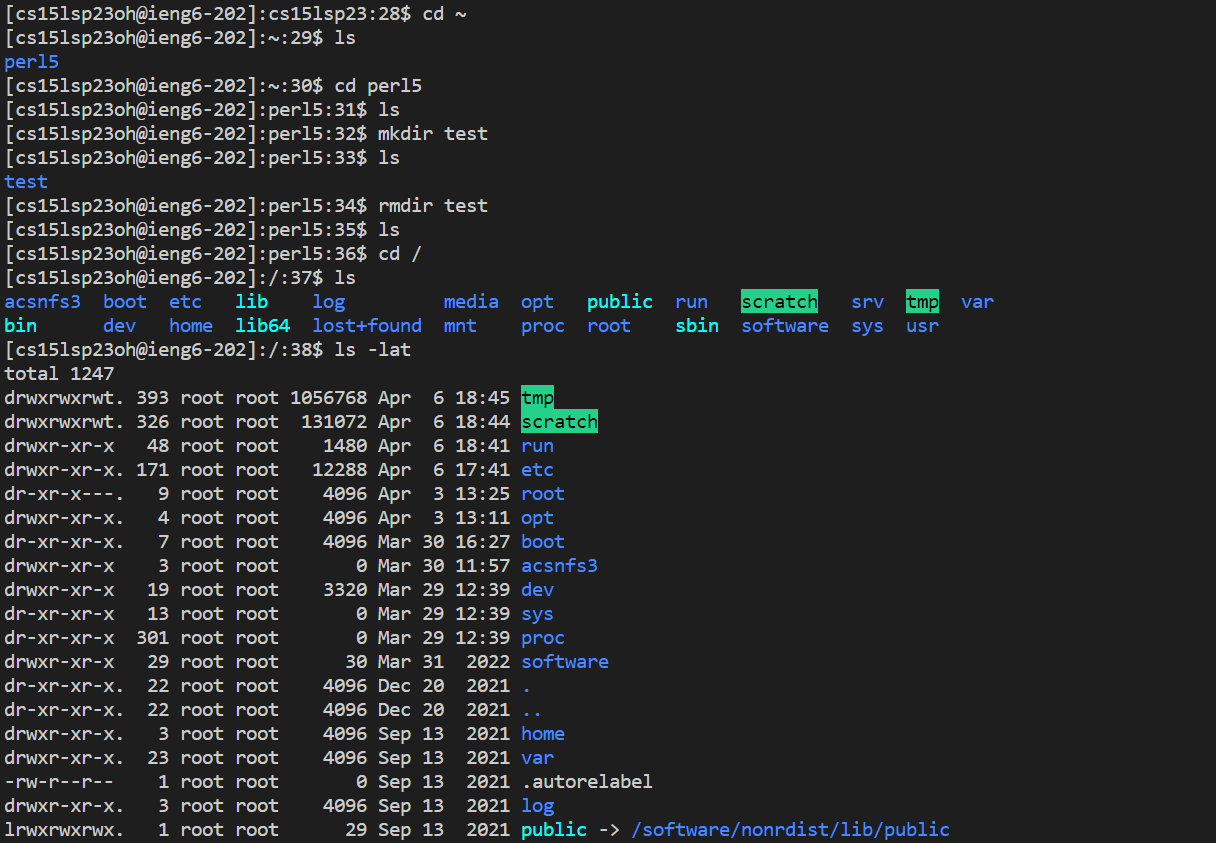 [cs15lsp23oh@ieng6-202]:cs15lsp23:28$ cd ~
[cs15lsp23oh@ieng6-202]:~:29$ ls
perl5
[cs15lsp23oh@ieng6-202]:~:30$ cd perl5
[cs15lsp23oh@ieng6-202]:perl5:31$ ls
[cs15lsp23oh@ieng6-202]:perl5:32$ mkdir test
[cs15lsp23oh@ieng6-202]:perl5:33$ ls
test
[cs15lsp23oh@ieng6-202]:perl5:34$ rmdir test
[cs15lsp23oh@ieng6-202]:perl5:35$ ls
[cs15lsp23oh@ieng6-202]:perl5:36$ cd /
[cs15lsp23oh@ieng6-202]:/:37$ ls
acsnfs3  boot  etc   lib    log         media  opt   public  run   scratch   srv  tmp  var
bin      dev   home  lib64  lost+found  mnt    proc  root    sbin  software  sys  usr
[cs15lsp23oh@ieng6-202]:/:38$ ls -lat
total 1247
drwxrwxrwt. 393 root root 1056768 Apr  6 18:45 tmp
drwxrwxrwt. 326 root root  131072 Apr  6 18:44 scratch
drwxr-xr-x   48 root root    1480 Apr  6 18:41 run
drwxr-xr-x. 171 root root   12288 Apr  6 17:41 etc
dr-xr-x---.   9 root root    4096 Apr  3 13:25 root
drwxr-xr-x.   4 root root    4096 Apr  3 13:11 opt
dr-xr-xr-x.   7 root root    4096 Mar 30 16:27 boot
drwxr-xr-x    3 root root       0 Mar 30 11:57 acsnfs3
drwxr-xr-x   19 root root    3320 Mar 29 12:39 dev
dr-xr-xr-x   13 root root       0 Mar 29 12:39 sys
dr-xr-xr-x  301 root root       0 Mar 29 12:39 proc
drwxr-xr-x   29 root root      30 Mar 31  2022 software
dr-xr-xr-x.  22 root root    4096 Dec 20  2021 .
dr-xr-xr-x.  22 root root    4096 Dec 20  2021 ..
drwxr-xr-x.   3 root root    4096 Sep 13  2021 home
drwxr-xr-x.  23 root root    4096 Sep 13  2021 var
-rw-r--r--    1 root root       0 Sep 13  2021 .autorelabel
drwxr-xr-x.   3 root root    4096 Sep 13  2021 log
lrwxrwxrwx.   1 root root      29 Sep 13  2021 public -> /software/nonrdist/lib/public